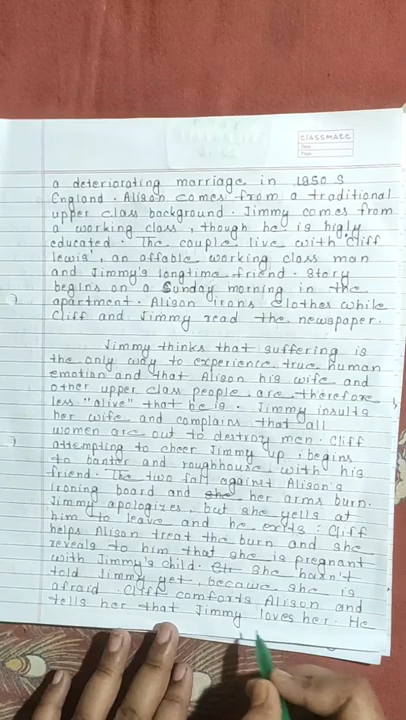 CLASSMATE
Date
Page
a deteriorating marriage in 1950 S
England. Alison comes from a traditional
upper class background. Jimmy comes from
a working class, though he is higly
educated. The couple live with Cliff
lewis', an affable working class man
and Jimmy's longtime friend. Story
begins on a Sunday morning in the
apartment. Alison irons clothes while
Cliff and Jimmy read the newspaper.
Jimmy thinks that suffering is
the only way to experience true human
emotion and that Alison his wife and
other upper class people are therefore
less "alive" that he is. Jimmy insults
her wife and complains that all
women are out to destroy men. Cliff
attempting to cheer Jimmy up, begins
to banter and roughhouse with his
friend. The two fall against Alison's
ironing board and she her arms burn.
Jimmy apologizes, but she yells at
him to leave and he exits. Cliff
helps Alison treat the burn and she
reveals to him that she is pregnant
with Jimmy's child. she hasn't
told Jimmy yet, because she is
afraid. Cliff comforts Alison and
tells her that Jimmy loves her. He